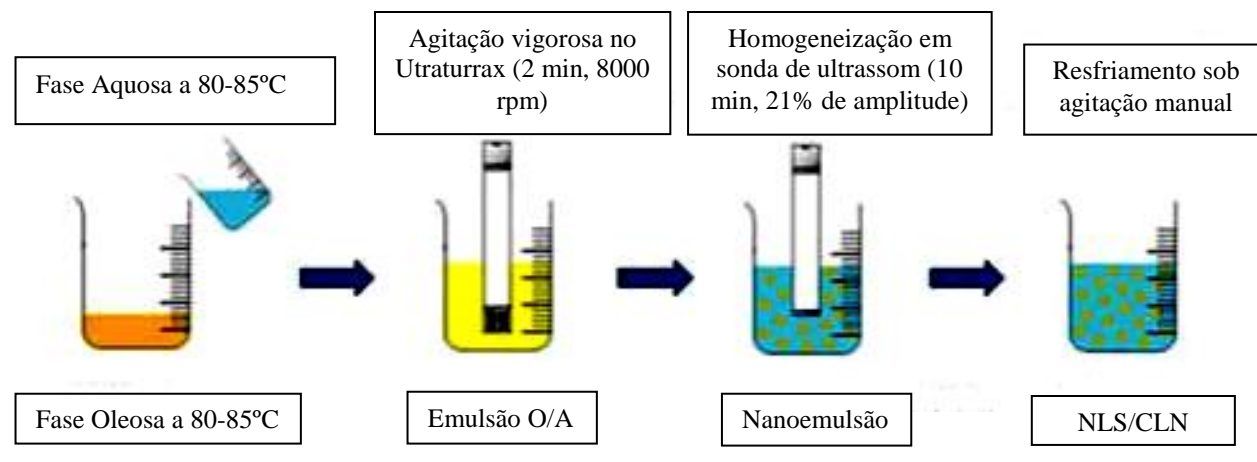 Fase Aquosa a 80-85ºC
Agitação vigorosa no
Utraturrax (2 min, 8000
rpm)
Homogeneização em
sonda de ultrassom (10
min, 21% de amplitude)
Resfriamento sob
agitação manual
Fase Oleosa a 80-85ºC
Emulsão O/A
Nanoemulsão
NLS/CLN